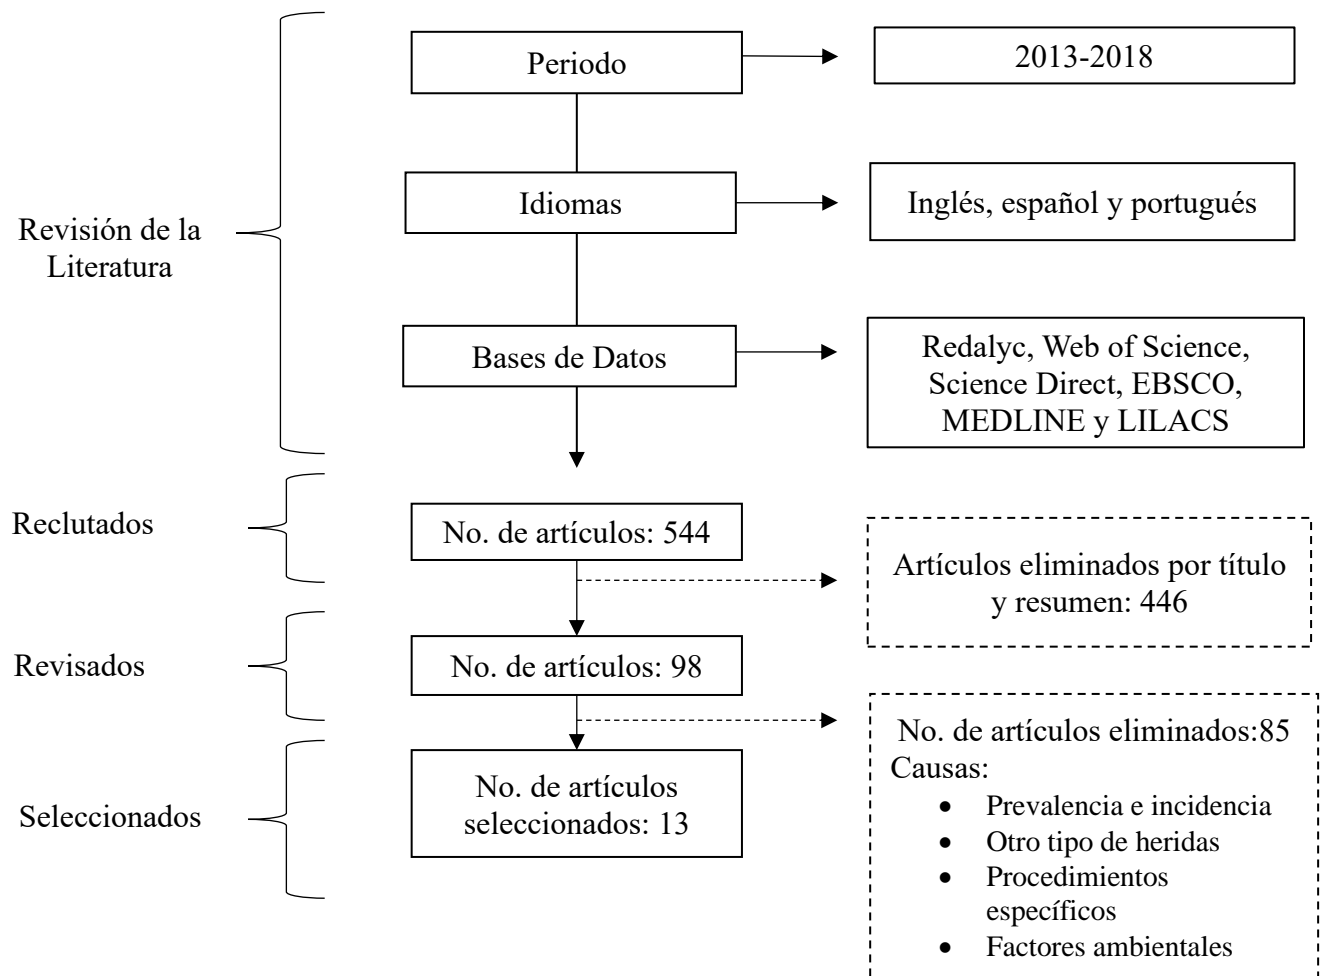 Periodo
2013-2018
Idiomas
Inglés, español y portugués
Revisión de la
Literatura
Bases de Datos
Redalyc, Web of Science,
Science Direct, EBSCO,
MEDLINE y LILACS
Reclutados
No. de artículos: 544
Artículos eliminados por título
y resumen: 446
Revisados
No. de artículos: 98
No. de artículos eliminados:85
Causas:
• Prevalencia e incidencia
• Otro tipo de heridas
• Procedimientos
específicos
• Factores ambientales
Seleccionados
No. de artículos
seleccionados: 13